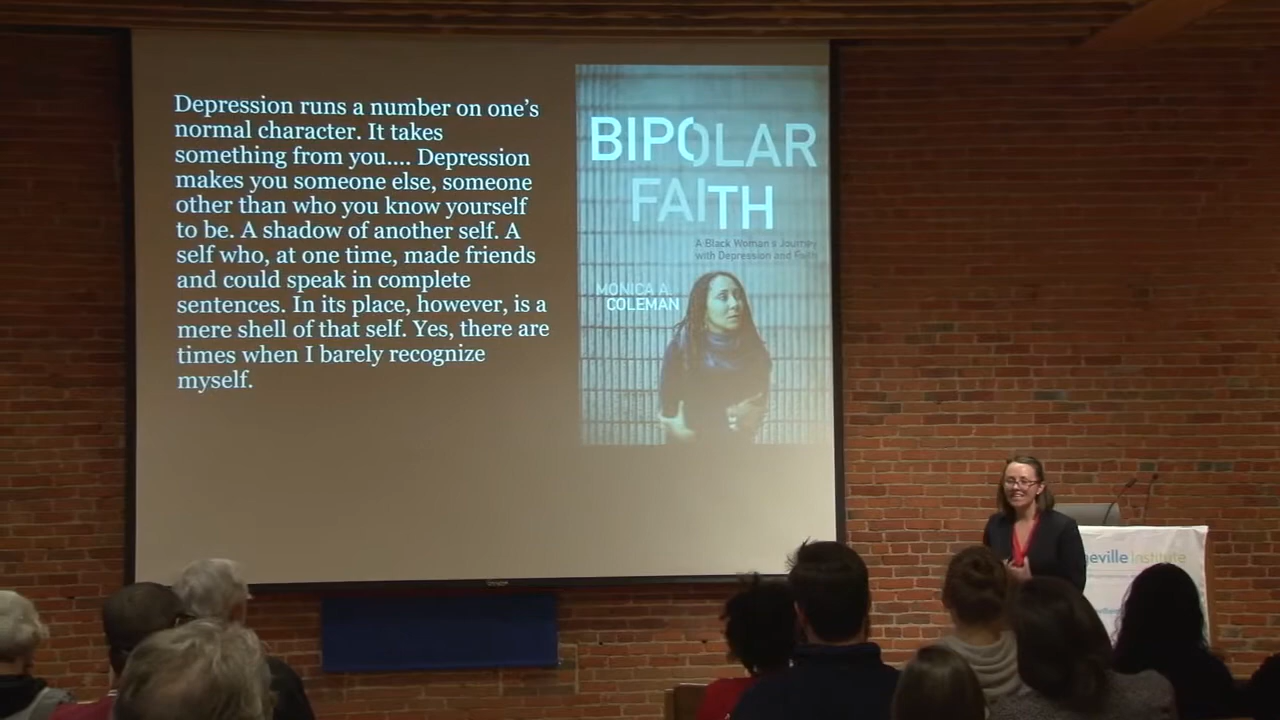 Depression runs a number on one's
normal character. It takes
something from you.... Depression
makes you someone else, someone
other than who you know yourself
to be. A shadow of another self. A
self who, at one time, made friends
and could speak in complete
sentences. In its place, however, is a
mere shell of that self. Yes, there are
times when I barely recognize
myself.
BIPOLAR
FAITH
A Black Woman's Journey
with Depression and Faith
MONICA A.
COLEMAN
geville Institute